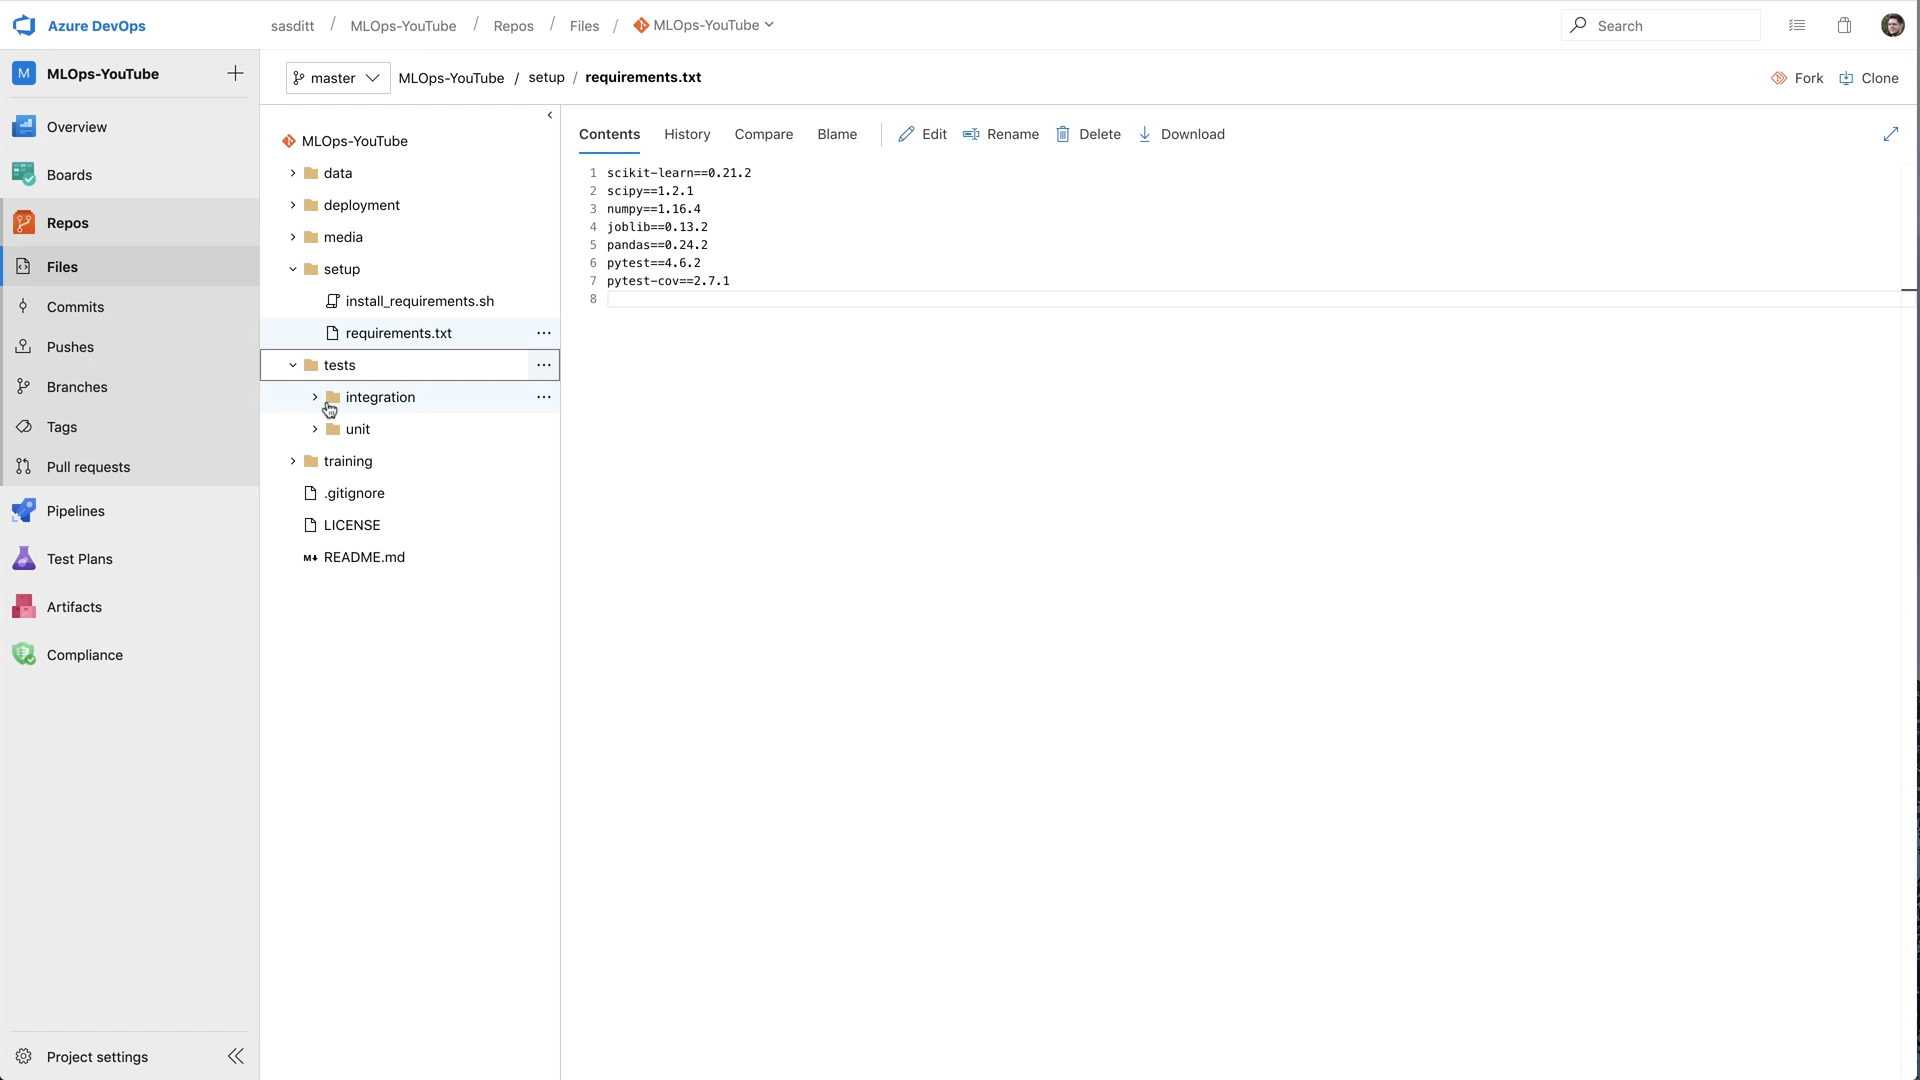 Azure DevOps
sasditt / MLOps-YouTube / Repos / Files / MLOps-YouTube
Search
M MLOps-YouTube
Overview
Boards
Repos
Files
Commits
Pushes
Branches
Tags
Pull requests
Pipelines
Test Plans
Artifacts
Compliance
Project settings
master MLOps-YouTube / setup / requirements.txt
Fork Clone
MLOps-YouTube
data
deployment
media
setup
install_requirements.sh
requirements.txt
tests
integration
unit
training
.gitignore
LICENSE
M↓ README.md
Contents History Compare Blame Edit Rename Delete Download
1 scikit-learn==0.21.2
2 scipy==1.2.1
3 numpy==1.16.4
4 joblib==0.13.2
5 pandas==0.24.2
6 pytest==4.6.2
7 pytest-cov==2.7.1
8